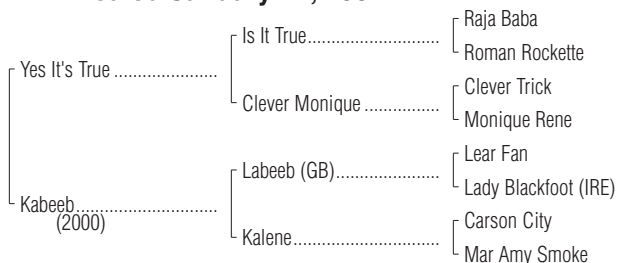 Raja Baba
Is It True
Roman Rockette
Yes It's True
Clever Trick
Clever Monique
Monique Rene
Lear Fan
Labeeb (GB)
Lady Blackfoot (IRE)
Kabeeb
(2000)
Carson City
Kalene
Mar Amy Smoke